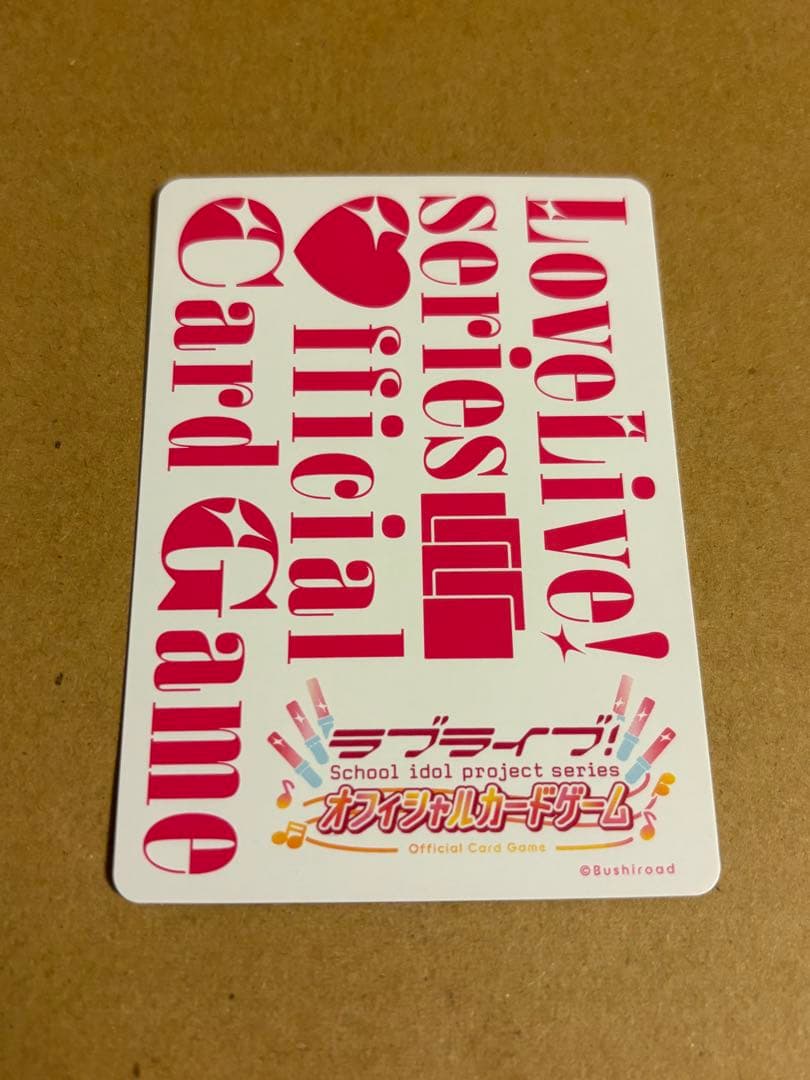 LoveLive!
series
Official
Card Game
ラブライブ!
School idol project series
オフィシャルカードゲーム
Official Card Game
©Bushiroad